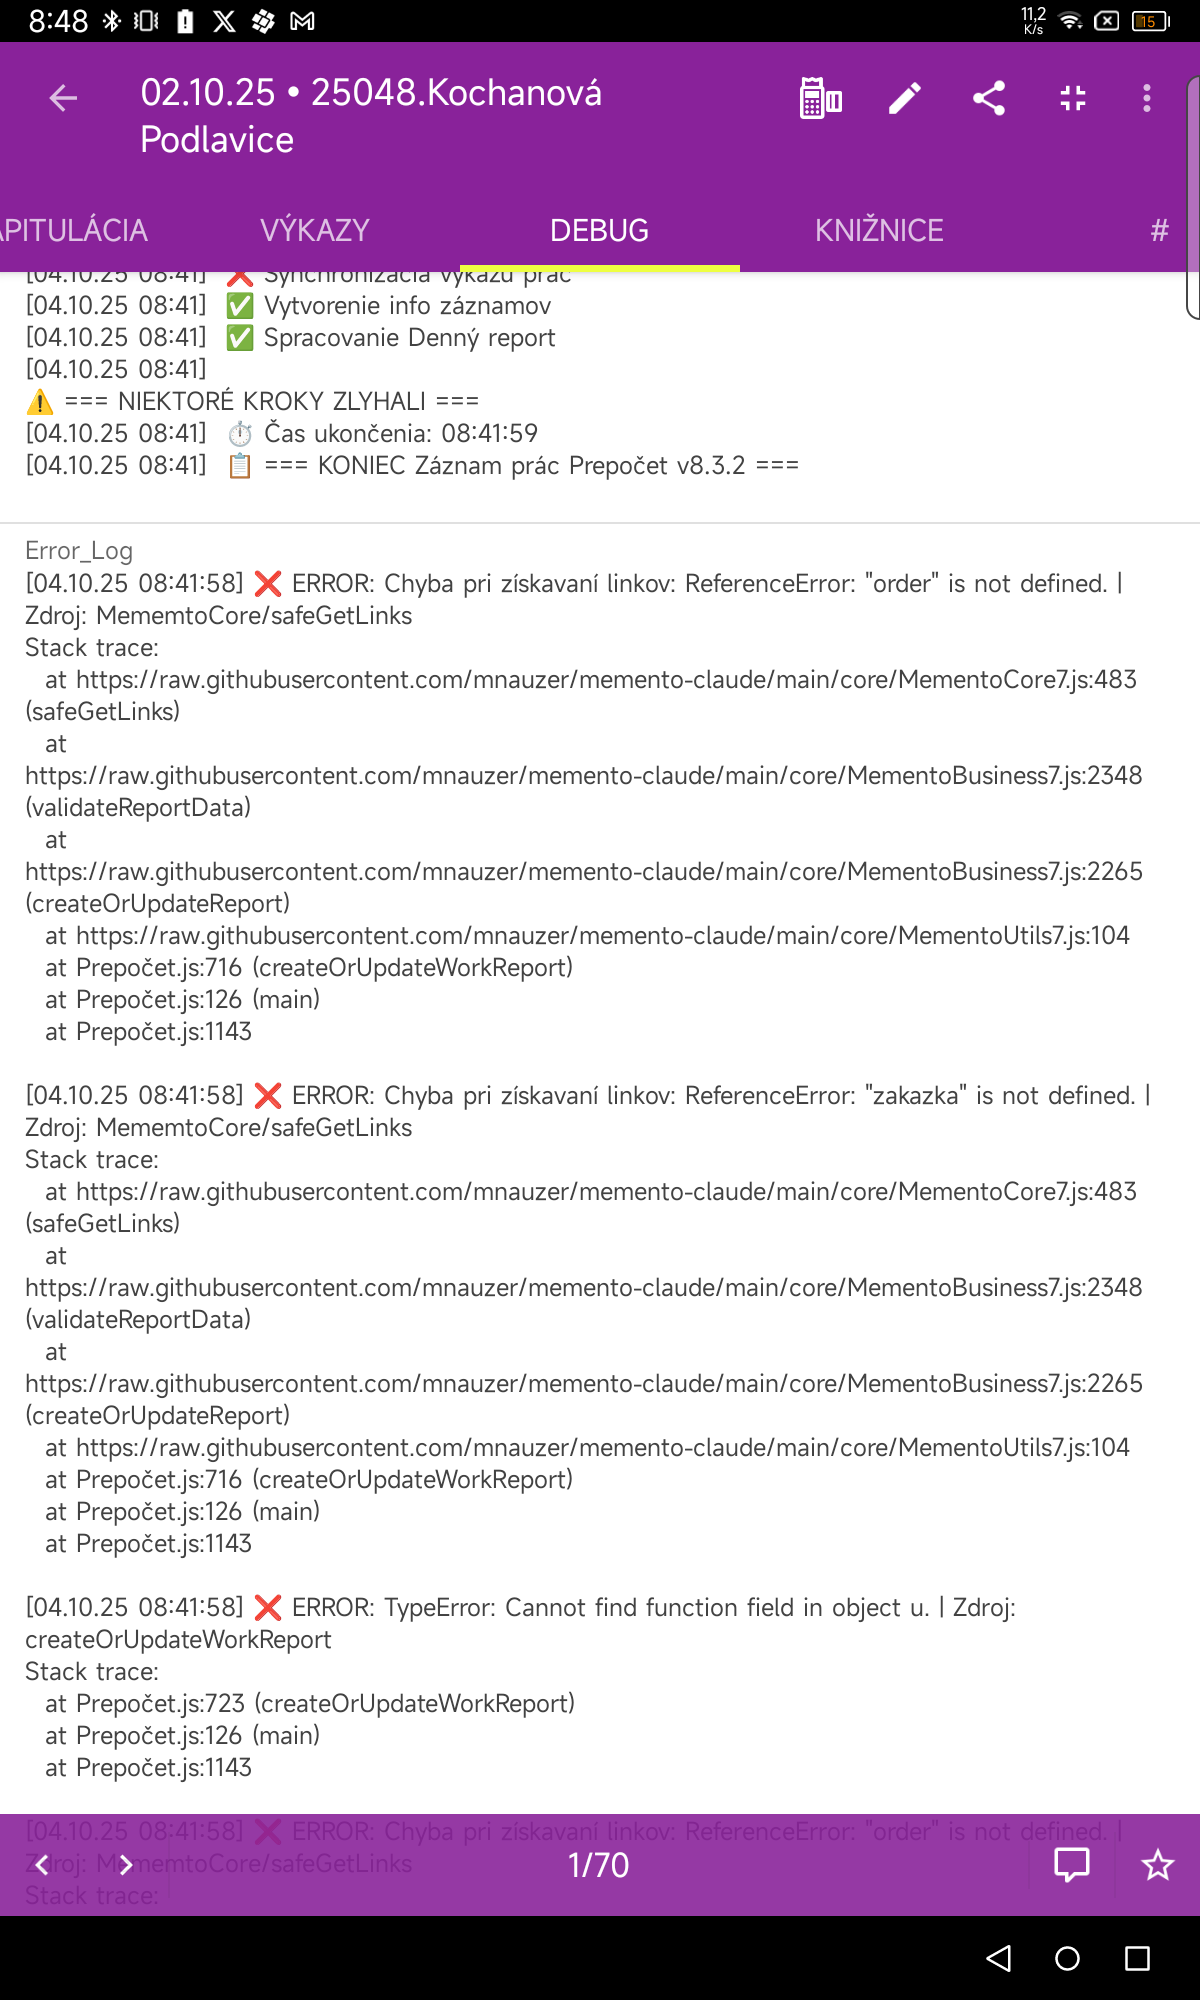 8:48
11,2
K/s
15
02.10.25 • 25048.Kochanová
Podlavice
APITULÁCIA
VÝKAZY
DEBUG
KNIŽNICE
#
[04.10.25 08:41] ❌ Synchronizácia výkazu prác
[04.10.25 08:41] ✅ Vytvorenie info záznamov
[04.10.25 08:41] ✅ Spracovanie Denný report
[04.10.25 08:41]
⚠️ === NIEKTORÉ KROKY ZLYHALI ===
[04.10.25 08:41] ⏱️ Čas ukončenia: 08:41:59
[04.10.25 08:41] 📋 === KONIEC Záznam prác Prepočet v8.3.2 ===
Error_Log
[04.10.25 08:41:58] ❌ ERROR: Chyba pri získavaní linkov: ReferenceError: "order" is not defined. |
Zdroj: MememtoCore/safeGetLinks
Stack trace:
at https://raw.githubusercontent.com/mnauzer/memento-claude/main/core/MementoCore7.js:483
(safeGetLinks)
at
https://raw.githubusercontent.com/mnauzer/memento-claude/main/core/MementoBusiness7.js:2348
(validateReportData)
at
https://raw.githubusercontent.com/mnauzer/memento-claude/main/core/MementoBusiness7.js:2265
(createOrUpdateReport)
at https://raw.githubusercontent.com/mnauzer/memento-claude/main/core/MementoUtils7.js:104
at Prepočet.js:716 (createOrUpdateWorkReport)
at Prepočet.js:126 (main)
at Prepočet.js:1143
[04.10.25 08:41:58] ❌ ERROR: Chyba pri získavaní linkov: ReferenceError: "zakazka" is not defined. |
Zdroj: MememtoCore/safeGetLinks
Stack trace:
at https://raw.githubusercontent.com/mnauzer/memento-claude/main/core/MementoCore7.js:483
(safeGetLinks)
at
https://raw.githubusercontent.com/mnauzer/memento-claude/main/core/MementoBusiness7.js:2348
(validateReportData)
at
https://raw.githubusercontent.com/mnauzer/memento-claude/main/core/MementoBusiness7.js:2265
(createOrUpdateReport)
at https://raw.githubusercontent.com/mnauzer/memento-claude/main/core/MementoUtils7.js:104
at Prepočet.js:716 (createOrUpdateWorkReport)
at Prepočet.js:126 (main)
at Prepočet.js:1143
[04.10.25 08:41:58] ❌ ERROR: TypeError: Cannot find function field in object u. | Zdroj:
createOrUpdateWorkReport
Stack trace:
at Prepočet.js:723 (createOrUpdateWorkReport)
at Prepočet.js:126 (main)
at Prepočet.js:1143
[04.10.25 08:41:58] ❌ ERROR: Chyba pri získavaní linkov: ReferenceError: "order" is not defined. |
Zdroj: MememtoCore/safeGetLinks
Stack trace:
1/70